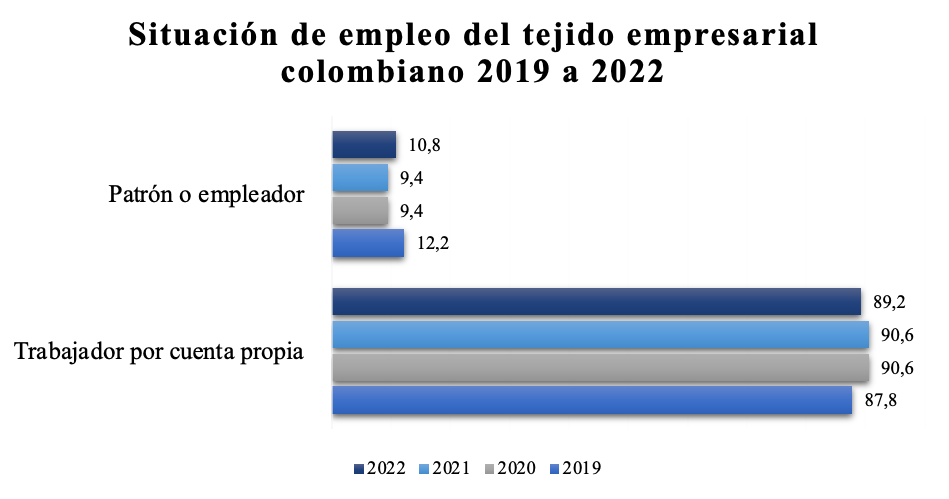 Situación de empleo del tejido empresarial
colombiano 2019 a 2022
10,8
9,4
Patrón o empleador
9,4
12,2
89,2
90,6
Trabajador por cuenta propia
90,6
87,8
2022 2021 2020 2019